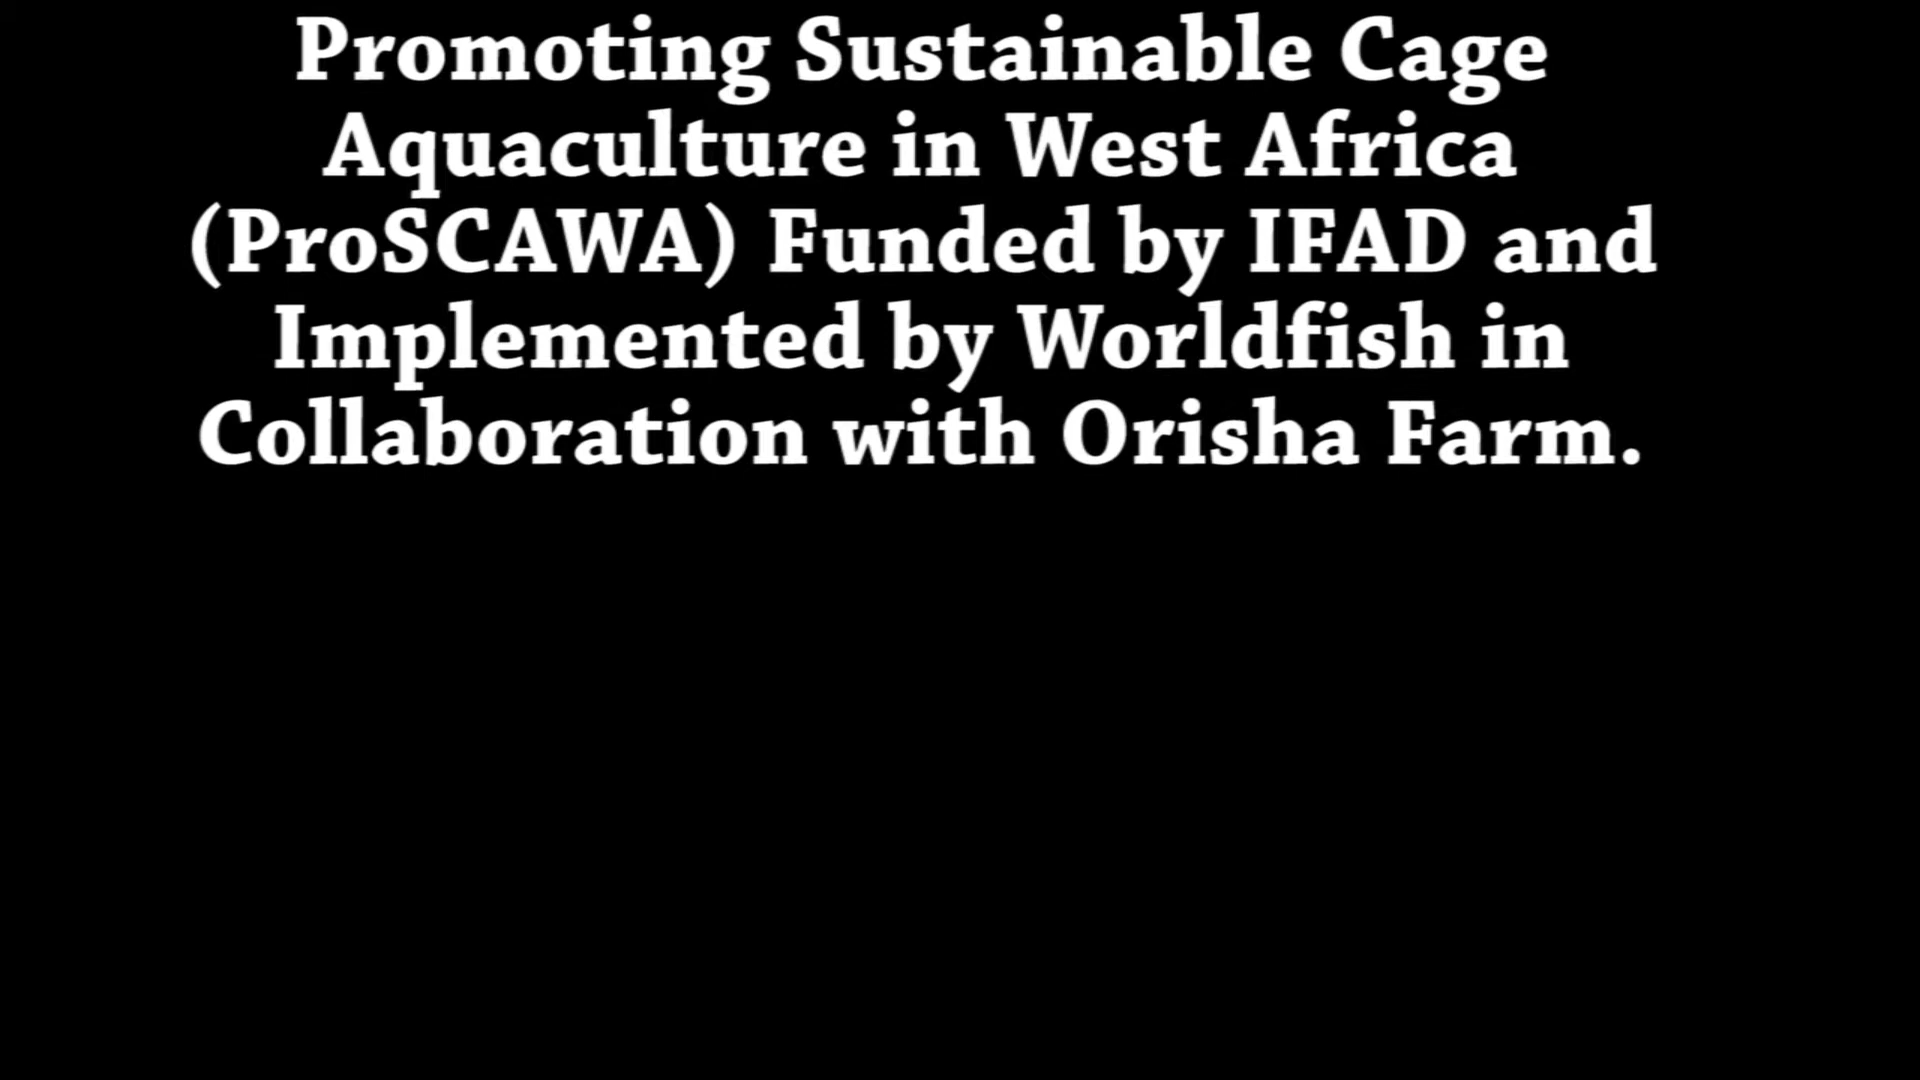 Promoting Sustainable Cage
Aquaculture in West Africa
(ProSCAWA) Funded by IFAD and
Implemented by Worldfish in
Collaboration with Orisha Farm.